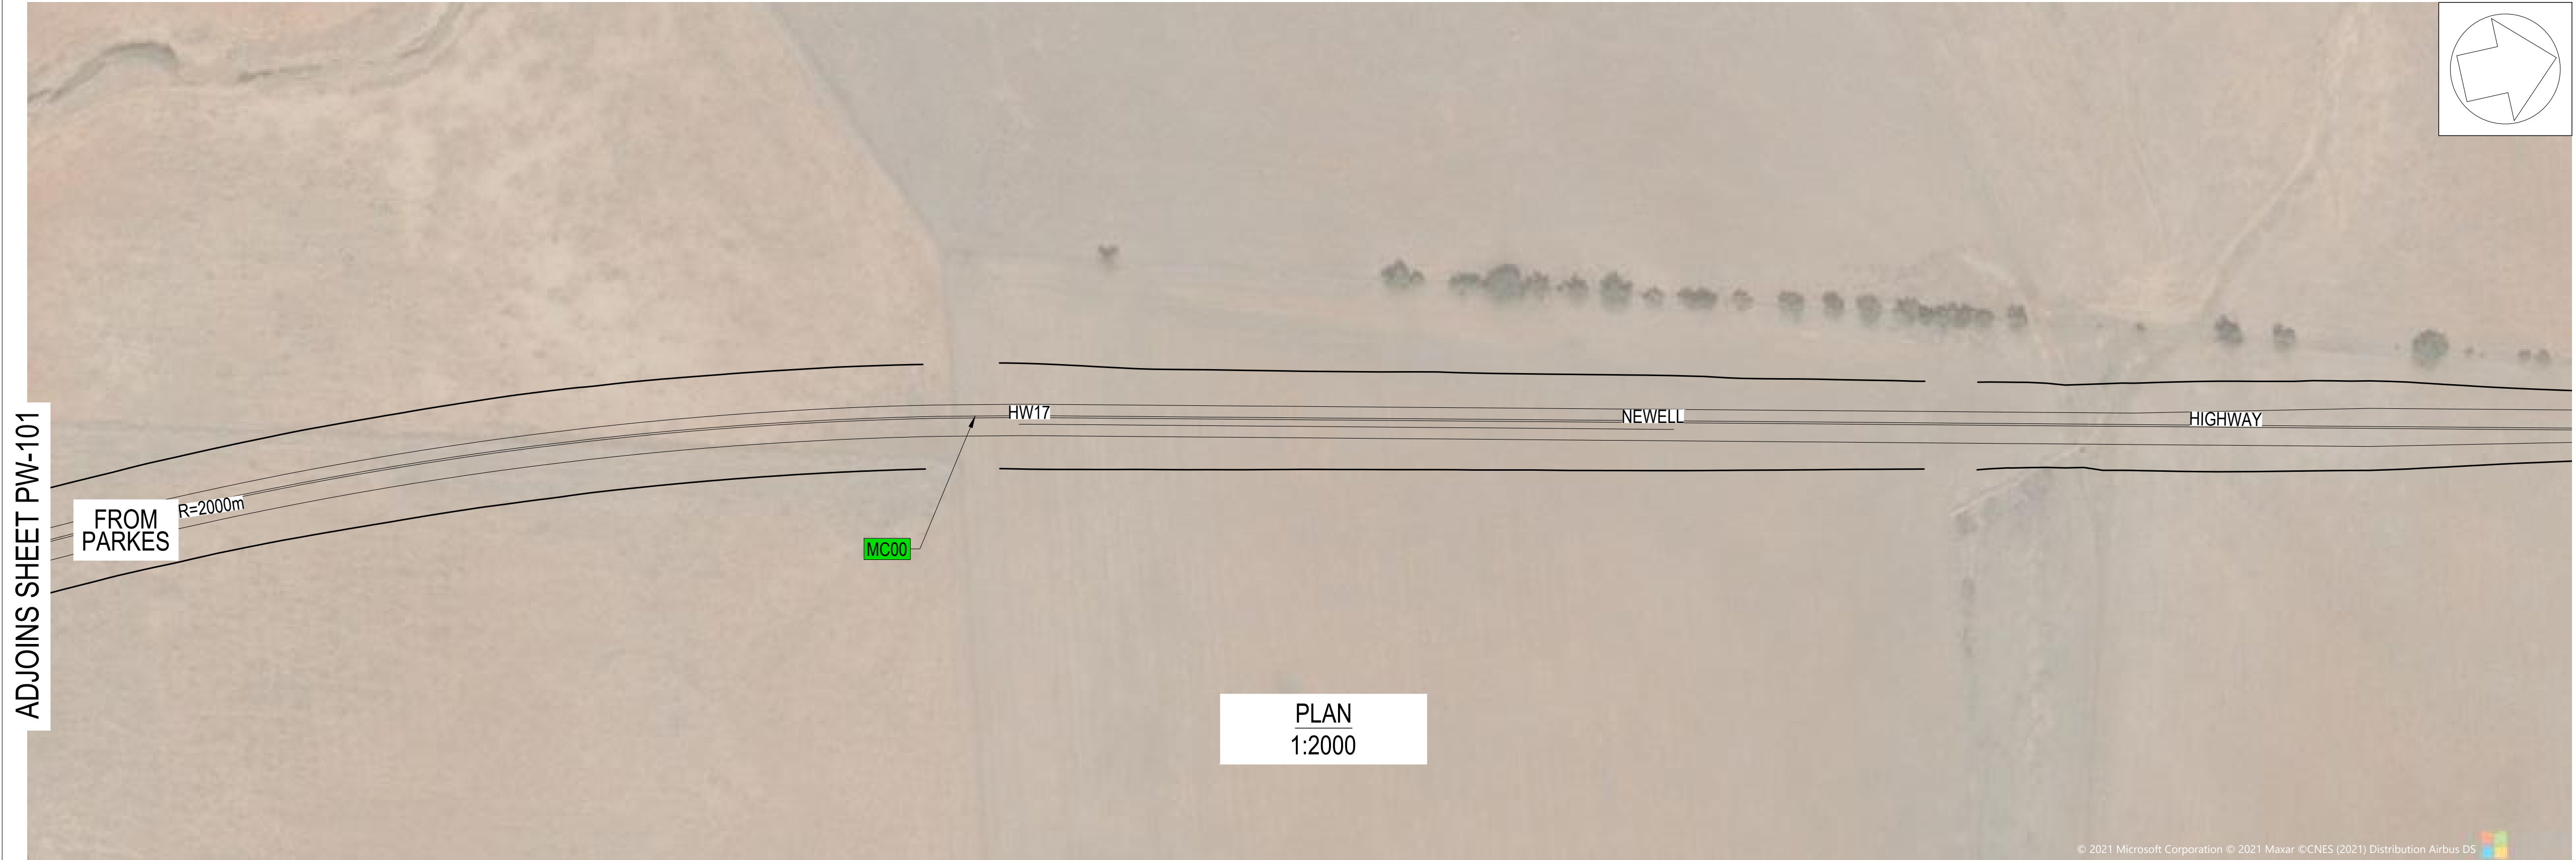 ADJOINS SHEET PW-101
FROM
PARKES
R=2000m
HW17
NEWELL
HIGHWAY
MC00
PLAN
1:2000
© 2021 Microsoft Corporation © 2021 Maxar ©CNES (2021) Distribution Airbus DS